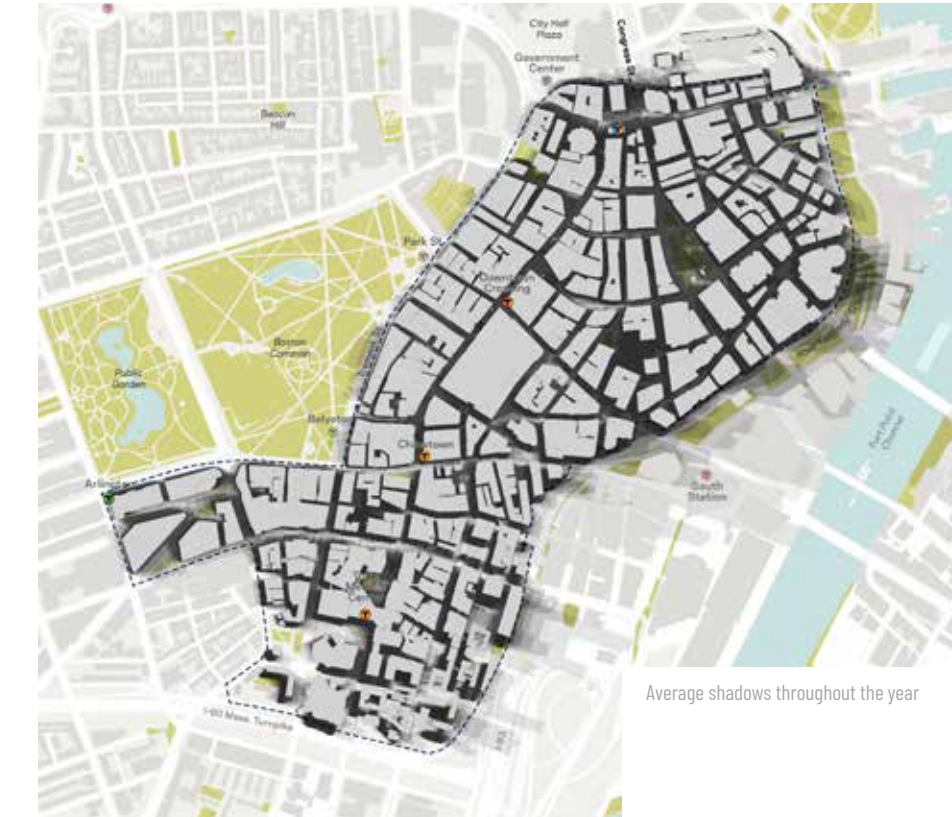 City Hall
Plaza
Government
Center
Congress St.
Beacon
Hill
Park St.
Downtown
Crossing
Boston
Common
Public
Garden
Boylston
Chinatown
Arlington
Fort Point
Channel
South
Station
I-90 Mass. Turnpike
Average shadows throughout the year